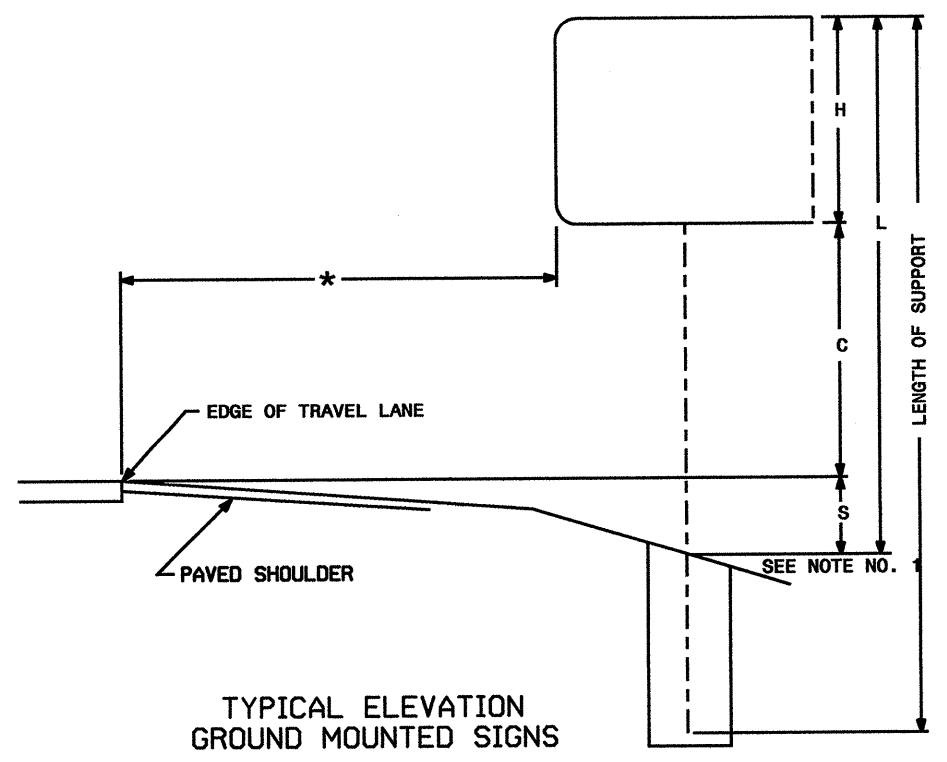 H
L
LENGTH OF SUPPORT
*
C
EDGE OF TRAVEL LANE
S
SEE NOTE NO. 1
PAVED SHOULDER
TYPICAL ELEVATION
GROUND MOUNTED SIGNS